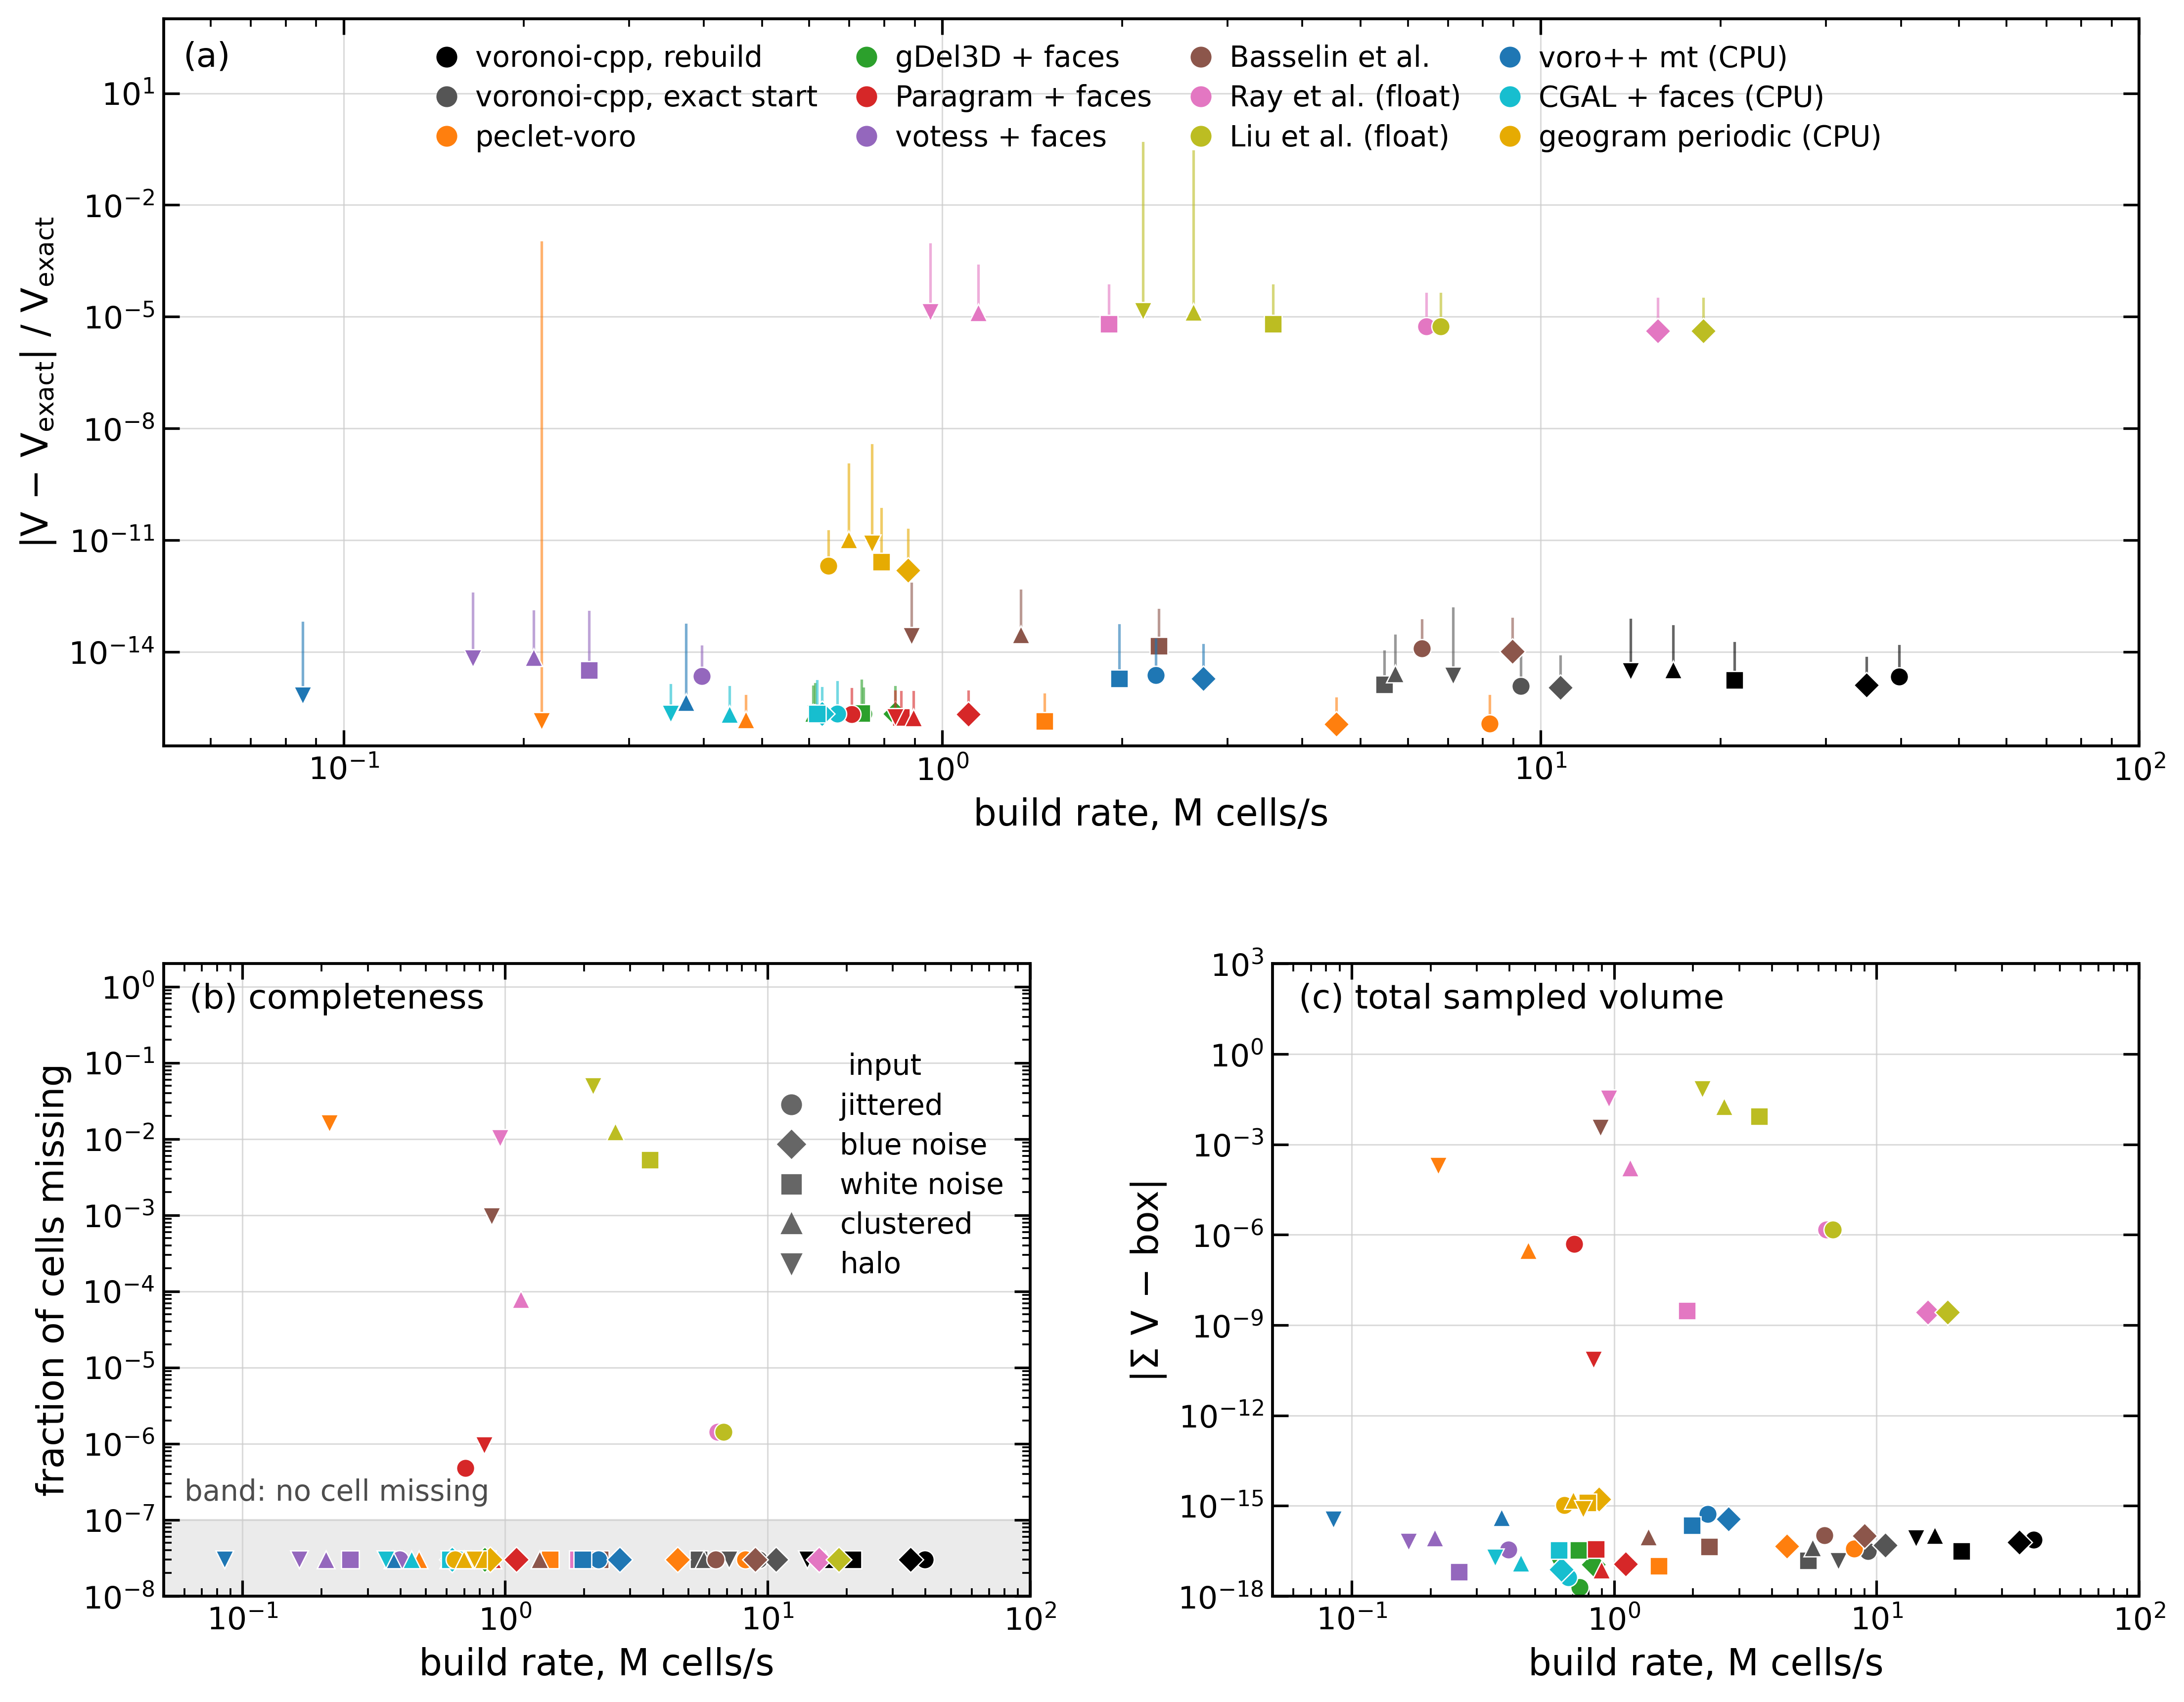 (a)
voronoi-cpp, rebuild
voronoi-cpp, exact start
peclet-voro
gDel3D + faces
Paragram + faces
votess + faces
Basselin et al.
Ray et al. (float)
Liu et al. (float)
voro++ mt (CPU)
CGAL + faces (CPU)
geogram periodic (CPU)
|V − V_exact| / V_exact
10^1
10^−2
10^−5
10^−8
10^−11
10^−14
10^−1
10^0
10^1
10^2
build rate, M cells/s
(b) completeness
fraction of cells missing
10^0
10^−1
10^−2
10^−3
10^−4
10^−5
10^−6
10^−7
10^−8
input
jittered
blue noise
white noise
clustered
halo
band: no cell missing
10^−1
10^0
10^1
10^2
build rate, M cells/s
(c) total sampled volume
|Σ V − box|
10^3
10^0
10^−3
10^−6
10^−9
10^−12
10^−15
10^−18
10^−1
10^0
10^1
10^2
build rate, M cells/s